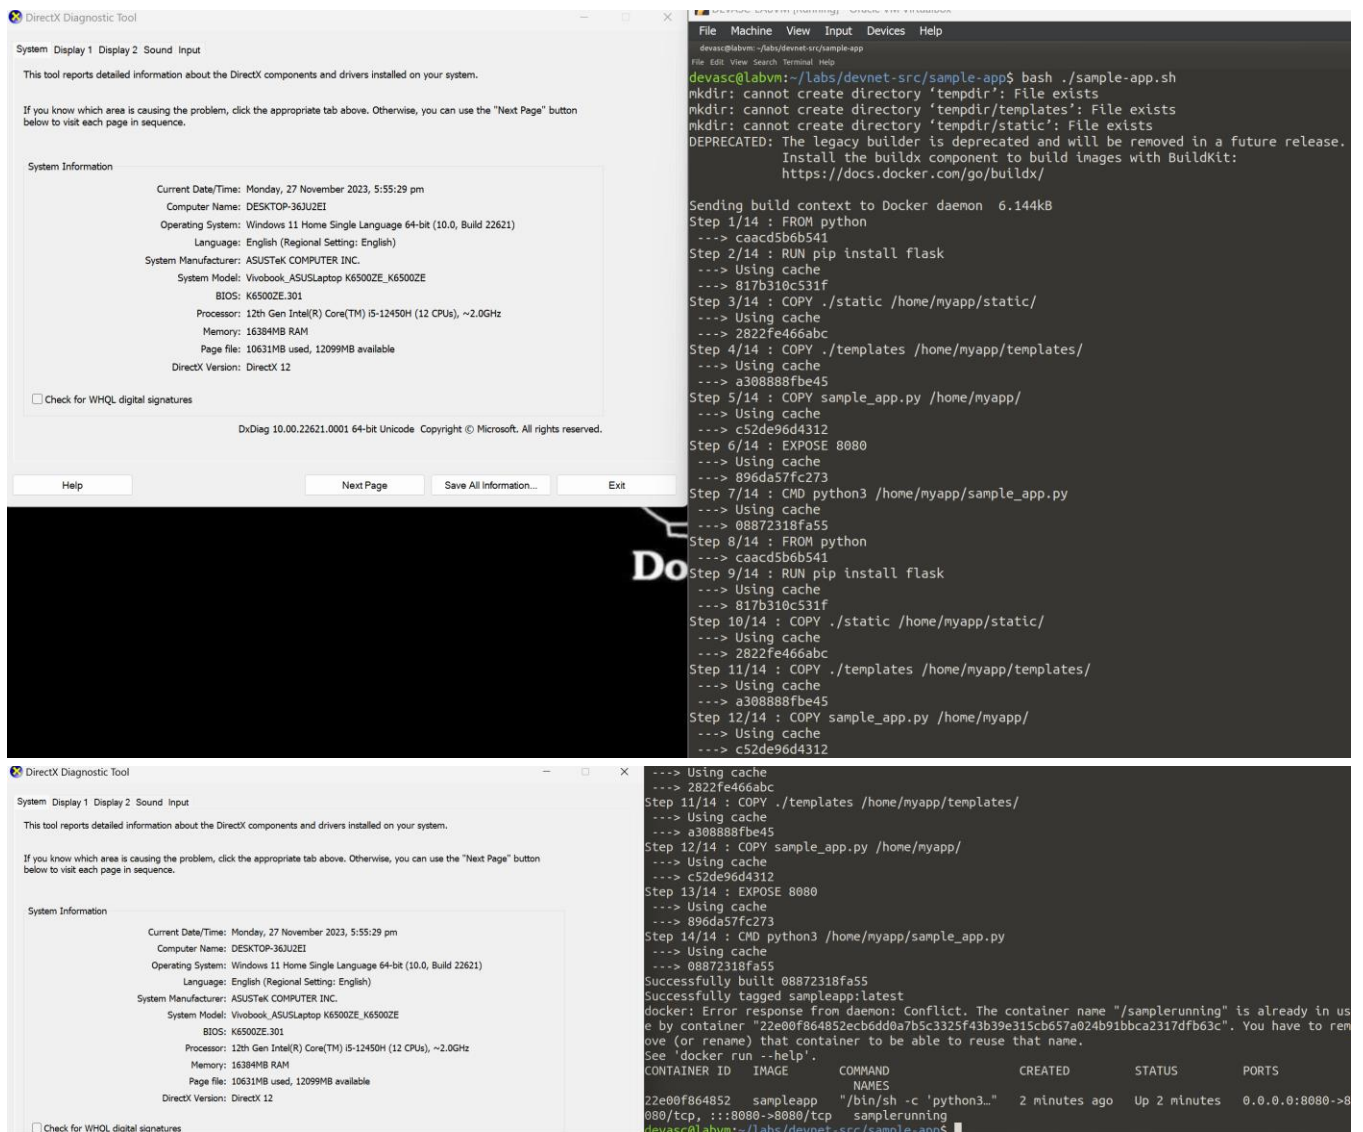 DirectX Diagnostic Tool
System Display 1 Display 2 Sound Input
This tool reports detailed information about the DirectX components and drivers installed on your system.
If you know which area is causing the problem, click the appropriate tab above. Otherwise, you can use the "Next Page" button
below to visit each page in sequence.
System Information
Current Date/Time: Monday, 27 November 2023, 5:55:29 pm
Computer Name: DESKTOP-36JU2EI
Operating System: Windows 11 Home Single Language 64-bit (10.0, Build 22621)
Language: English (Regional Setting: English)
System Manufacturer: ASUSTeK COMPUTER INC.
System Model: Vivobook_ASUSLaptop K6500ZE_K6500ZE
BIOS: K6500ZE.301
Processor: 12th Gen Intel(R) Core(TM) i5-12450H (12 CPUs), ~2.0GHz
Memory: 16384MB RAM
Page file: 10631MB used, 12099MB available
DirectX Version: DirectX 12
Check for WHQL digital signatures
DxDiag 10.00.22621.0001 64-bit Unicode Copyright © Microsoft. All rights reserved.
Help Next Page Save All Information... Exit
Do
File Machine View Input Devices Help
devasc@labvm: ~/labs/devnet-src/sample-app
File Edit View Search Terminal Help
devasc@labvm:~/labs/devnet-src/sample-app$ bash ./sample-app.sh
mkdir: cannot create directory ‘tempdir’: File exists
mkdir: cannot create directory ‘tempdir/templates’: File exists
mkdir: cannot create directory ‘tempdir/static’: File exists
DEPRECATED: The legacy builder is deprecated and will be removed in a future release.
Install the buildx component to build images with BuildKit:
https://docs.docker.com/go/buildx/
Sending build context to Docker daemon 6.144kB
Step 1/14 : FROM python
---> caacd5b6b541
Step 2/14 : RUN pip install flask
---> Using cache
---> 817b310c531f
Step 3/14 : COPY ./static /home/myapp/static/
---> Using cache
---> 2822fe466abc
Step 4/14 : COPY ./templates /home/myapp/templates/
---> Using cache
---> a308888fbe45
Step 5/14 : COPY sample_app.py /home/myapp/
---> Using cache
---> c52de96d4312
Step 6/14 : EXPOSE 8080
---> Using cache
---> 896da57fc273
Step 7/14 : CMD python3 /home/myapp/sample_app.py
---> Using cache
---> 08872318fa55
Step 8/14 : FROM python
---> caacd5b6b541
Step 9/14 : RUN pip install flask
---> Using cache
---> 817b310c531f
Step 10/14 : COPY ./static /home/myapp/static/
---> Using cache
---> 2822fe466abc
Step 11/14 : COPY ./templates /home/myapp/templates/
---> Using cache
---> a308888fbe45
Step 12/14 : COPY sample_app.py /home/myapp/
---> Using cache
---> c52de96d4312
DirectX Diagnostic Tool
System Display 1 Display 2 Sound Input
This tool reports detailed information about the DirectX components and drivers installed on your system.
If you know which area is causing the problem, click the appropriate tab above. Otherwise, you can use the "Next Page" button
below to visit each page in sequence.
System Information
Current Date/Time: Monday, 27 November 2023, 5:55:29 pm
Computer Name: DESKTOP-36JU2EI
Operating System: Windows 11 Home Single Language 64-bit (10.0, Build 22621)
Language: English (Regional Setting: English)
System Manufacturer: ASUSTeK COMPUTER INC.
System Model: Vivobook_ASUSLaptop K6500ZE_K6500ZE
BIOS: K6500ZE.301
Processor: 12th Gen Intel(R) Core(TM) i5-12450H (12 CPUs), ~2.0GHz
Memory: 16384MB RAM
Page file: 10631MB used, 12099MB available
DirectX Version: DirectX 12
Check for WHQL digital signatures
---> Using cache
---> 2822fe466abc
Step 11/14 : COPY ./templates /home/myapp/templates/
---> Using cache
---> a308888fbe45
Step 12/14 : COPY sample_app.py /home/myapp/
---> Using cache
---> c52de96d4312
Step 13/14 : EXPOSE 8080
---> Using cache
---> 896da57fc273
Step 14/14 : CMD python3 /home/myapp/sample_app.py
---> Using cache
---> 08872318fa55
Successfully built 08872318fa55
Successfully tagged sampleapp:latest
docker: Error response from daemon: Conflict. The container name "/samplerunning" is already in us
e by container "22e00f864852ecb6dd0a7b5c3325f43b39e315cb657a024b91bbca2317dfb63c". You have to rem
ove (or rename) that container to be able to reuse that name.
See 'docker run --help'.
CONTAINER ID IMAGE COMMAND CREATED STATUS PORTS
NAMES
22e00f864852 sampleapp "/bin/sh -c 'python3…" 2 minutes ago Up 2 minutes 0.0.0.0:8080->8
080/tcp, :::8080->8080/tcp samplerunning
devasc@labvm:~/labs/devnet-src/sample-app$